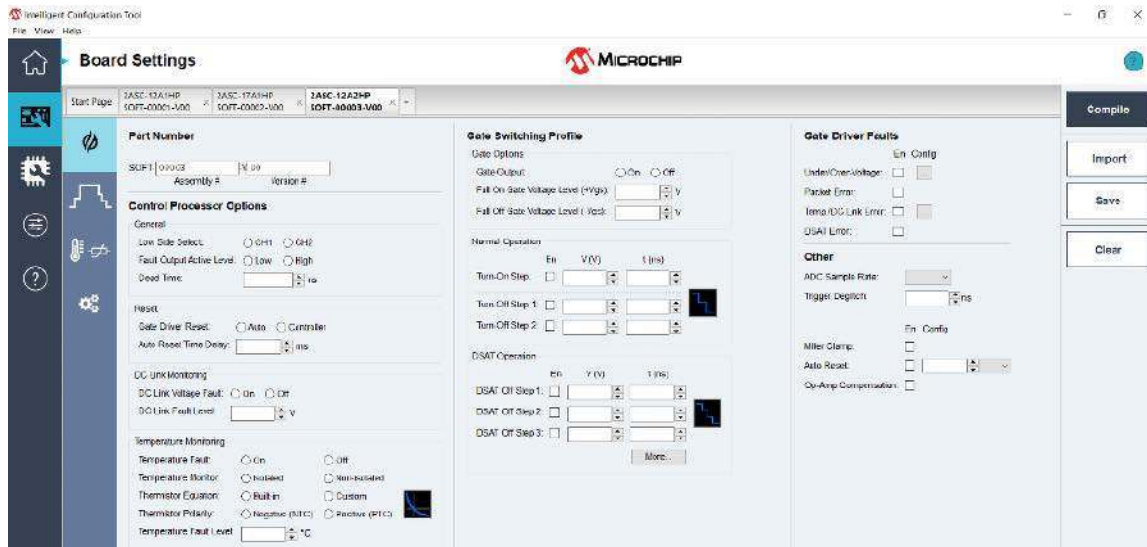 Intelligent Configuration Tool
File View Help
Board Settings
MICROCHIP
Start Page
2ASC-12A1HP
SOFT-00001-V00
2ASC-17A1HP
SOFT-00002-V00
2ASC-12A2HP
SOFT-00003-V00
Part Number
SOFT 00003 V 00
Assembly # Version #
Control Processor Options
General
Low Side Select: CH1 CH2
Fault Output Active Level: Low High
Dead Time: ns
Reset
Gate Driver Reset: Auto Controller
Auto Reset Time Delay: ms
DC Link Monitoring
DC Link Voltage Fault: On Off
DC Link Fault Level V
Temperature Monitoring
Temperature Fault: On Off
Temperature Monitor Isolated Non-Isolated
Thermistor Equation: Built-in Custom
Thermistor Polarity: Negative (NTC) Positive (PTC)
Temperature Fault Level °C
Gate Switching Profile
Gate Options
Gate Output On Off
Full On Gate Voltage Level (+Vgs): V
Full Off Gate Voltage Level (-Vgs): V
Normal Operation
En V (V) t (ns)
Turn-On Step:
Turn-Off Step 1:
Turn-Off Step 2:
DSAT Operation
En V (V) t (ns)
DSAT Off Step 1:
DSAT Off Step 2:
DSAT Off Step 3:
More...
Gate Driver Faults
En Config
Under/Over-Voltage:
Packet Error:
Temp/DC Link Error:
DSAT Error:
Other
ADC Sample Rate:
Trigger Deglitch: ns
En Config
Miller Clamp:
Auto Reset:
Op-Amp Compensation:
Compile
Import
Save
Clear